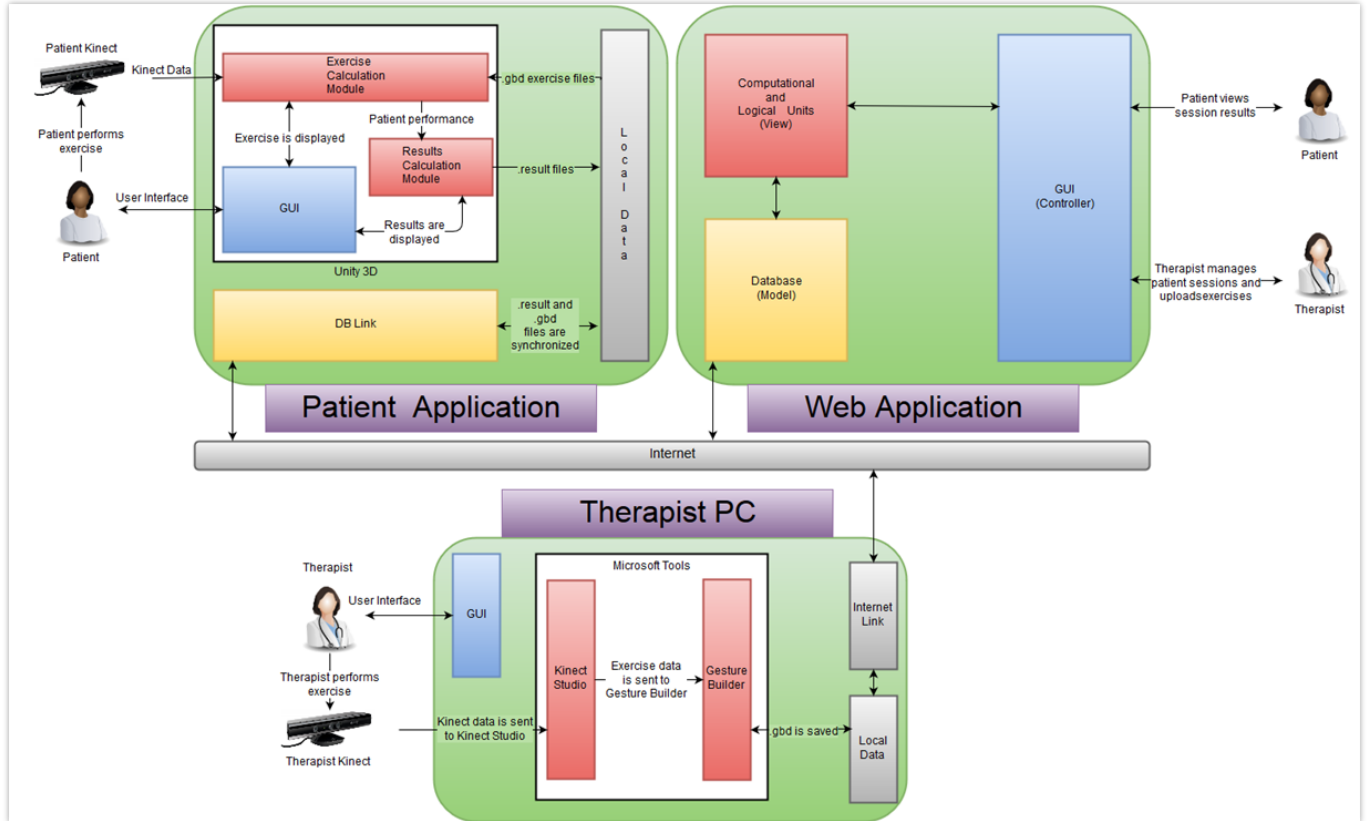 Patient Kinect
Kinect Data
Patient performs
exercise
User Interface
Patient
Exercise
Calculation
Module
.gbd exercise files
Exercise is displayed
Patient performance
Results
Calculation
Module
.result files
GUI
Results are
displayed
Unity 3D
DB Link
.result and
.gbd
files are
synchronized
Local Data
Patient Application
Computational
and
Logical Units
(View)
Database
(Model)
GUI
(Controller)
Patient views
session results
Patient
Therapist manages
patient sessions and
uploadsexercises
Therapist
Web Application
Internet
Therapist PC
Therapist
User Interface
GUI
Therapist performs
exercise
Therapist Kinect
Kinect data is sent
to Kinect Studio
Microsoft Tools
Kinect
Studio
Exercise data
is sent to
Gesture Builder
Gesture
Builder
.gbd is saved
Internet
Link
Local
Data